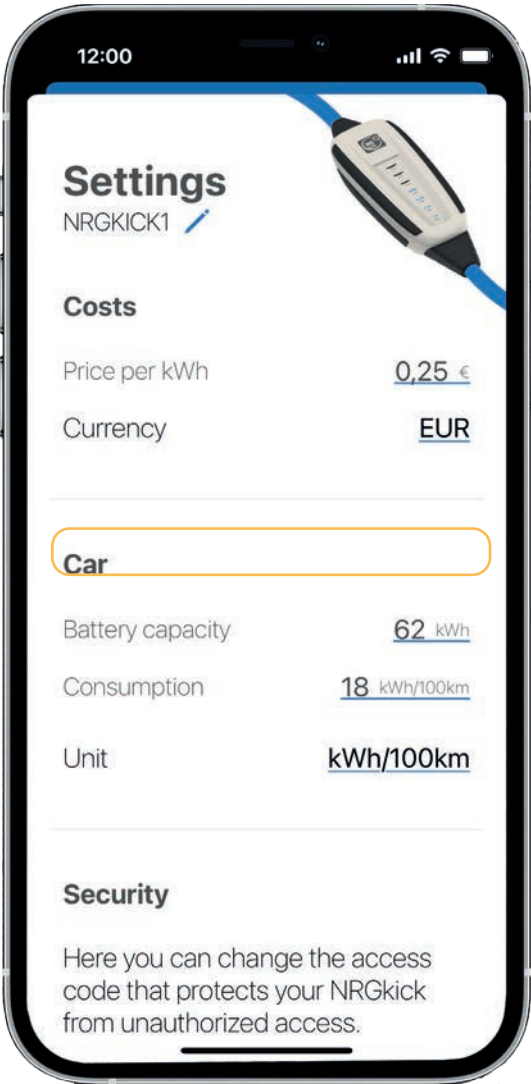 12:00
Settings
NRGKICK1
Costs
Price per kWh 0,25 €
Currency EUR
Car
Battery capacity 62 kWh
Consumption 18 kWh/100km
Unit kWh/100km
Security
Here you can change the access
code that protects your NRGkick
from unauthorized access.